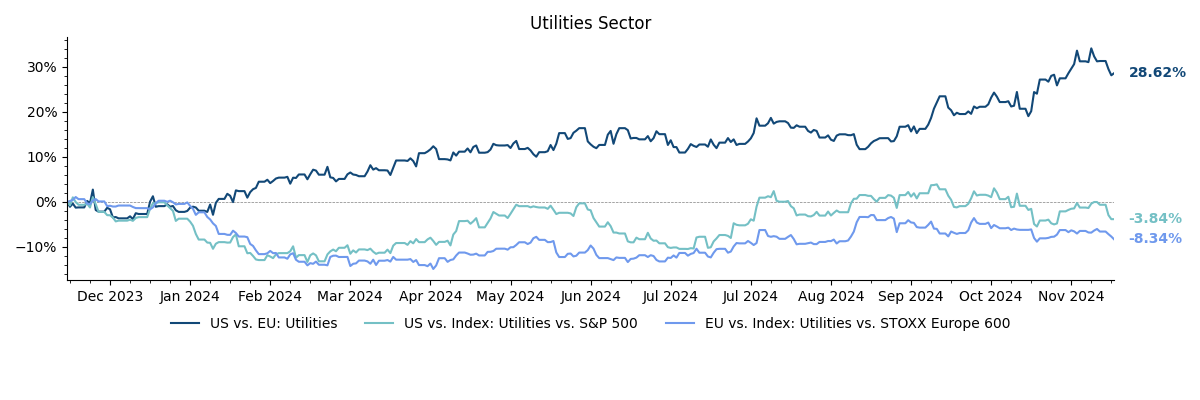 Utilities Sector
30%
20%
10%
0%
−10%
28.62%
-3.84%
-8.34%
Dec 2023 Jan 2024 Feb 2024 Mar 2024 Apr 2024 May 2024 Jun 2024 Jul 2024 Jul 2024 Aug 2024 Sep 2024 Oct 2024 Nov 2024
US vs. EU: Utilities US vs. Index: Utilities vs. S&P 500 EU vs. Index: Utilities vs. STOXX Europe 600